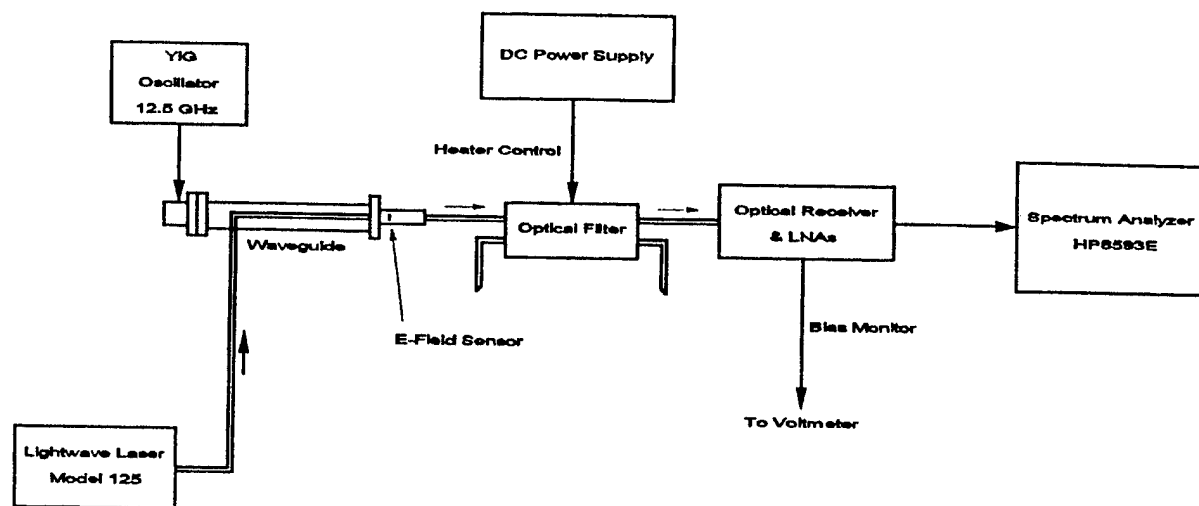 YIG
Oscillator
12.5 GHz
DC Power Supply
Heater Control
Optical Filter
Optical Receiver
& LNAs
Spectrum Analyzer
HP8593E
Waveguide
E-Field Sensor
Bias Monitor
To Voltmeter
Lightwave Laser
Model 125